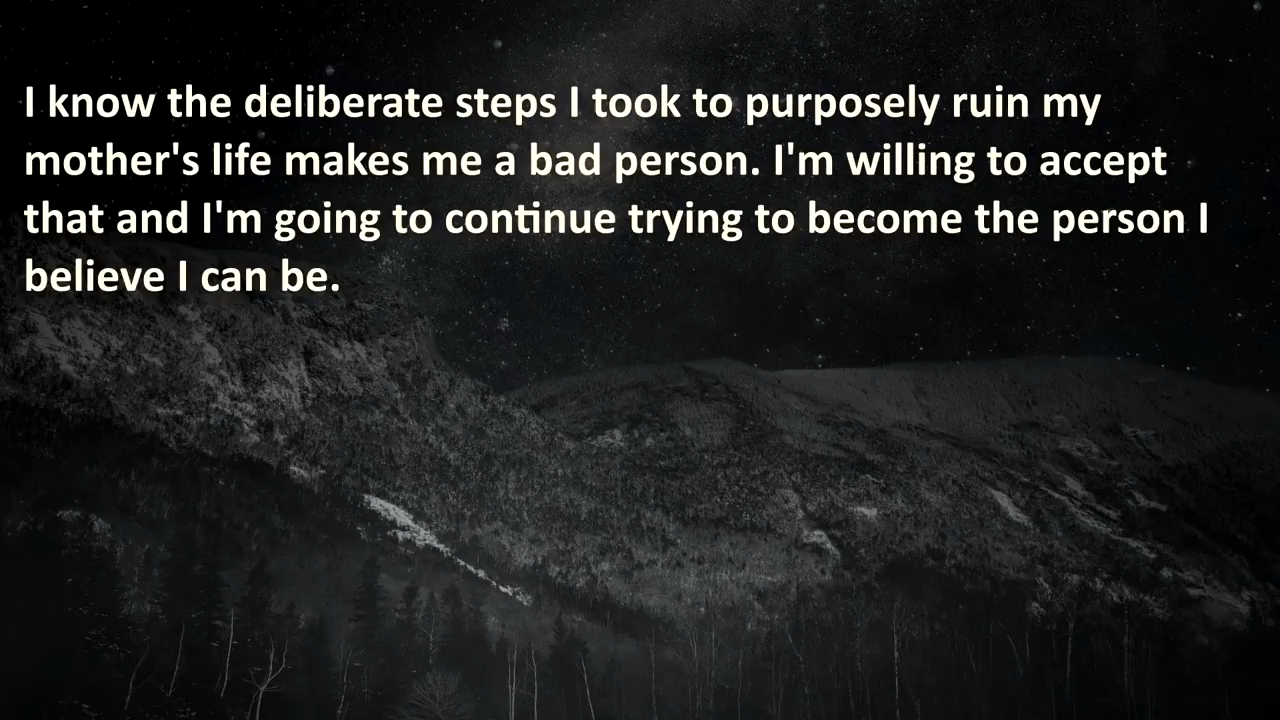 I know the deliberate steps I took to purposely ruin my
mother's life makes me a bad person. I'm willing to accept
that and I'm going to continue trying to become the person I
believe I can be.